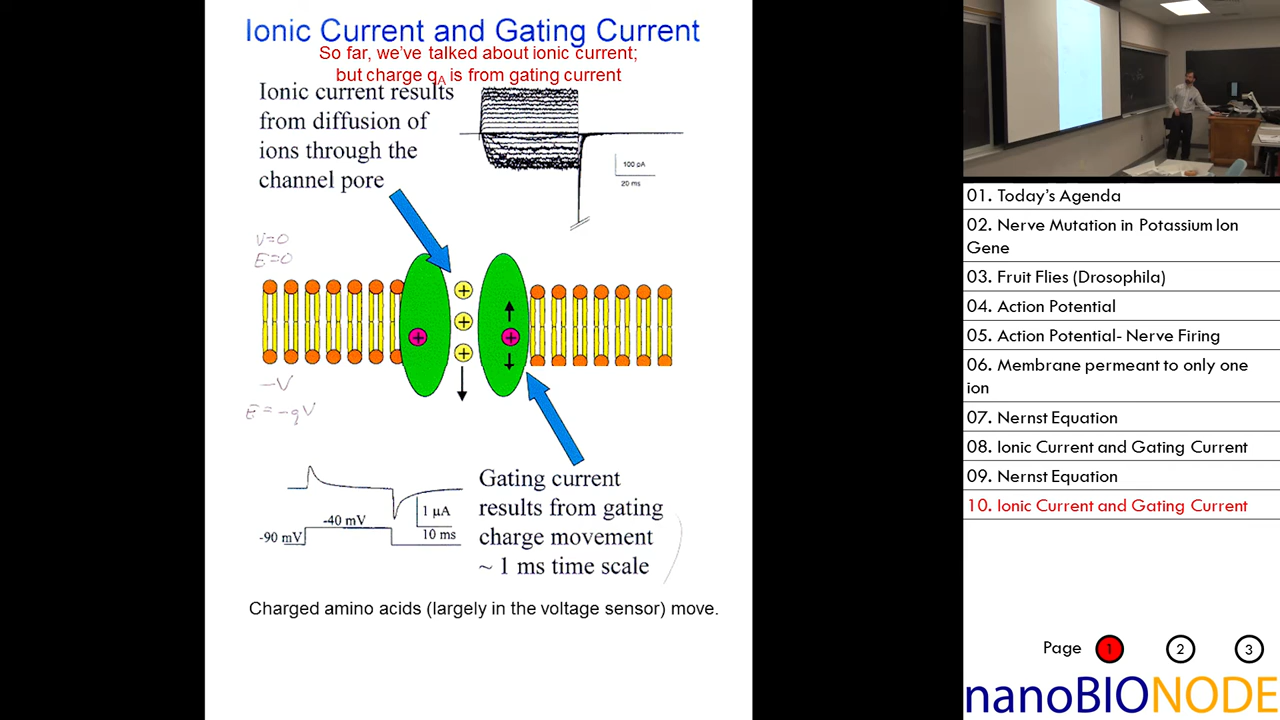 Ionic Current and Gating Current
So far, we've talked about ionic current;
but charge qA is from gating current
Ionic current results
from diffusion of
ions through the
channel pore
100 pA
20 ms
V=0
E=0
+
+
+
+
+
-V
E = -qV
-40 mV
-90 mV
1 µA
10 ms
Gating current
results from gating
charge movement
~ 1 ms time scale
Charged amino acids (largely in the voltage sensor) move.
01. Today's Agenda
02. Nerve Mutation in Potassium Ion
Gene
03. Fruit Flies (Drosophila)
04. Action Potential
05. Action Potential- Nerve Firing
06. Membrane permeant to only one
ion
07. Nernst Equation
08. Ionic Current and Gating Current
09. Nernst Equation
10. Ionic Current and Gating Current
Page 1 2 3
nanoBIONODE